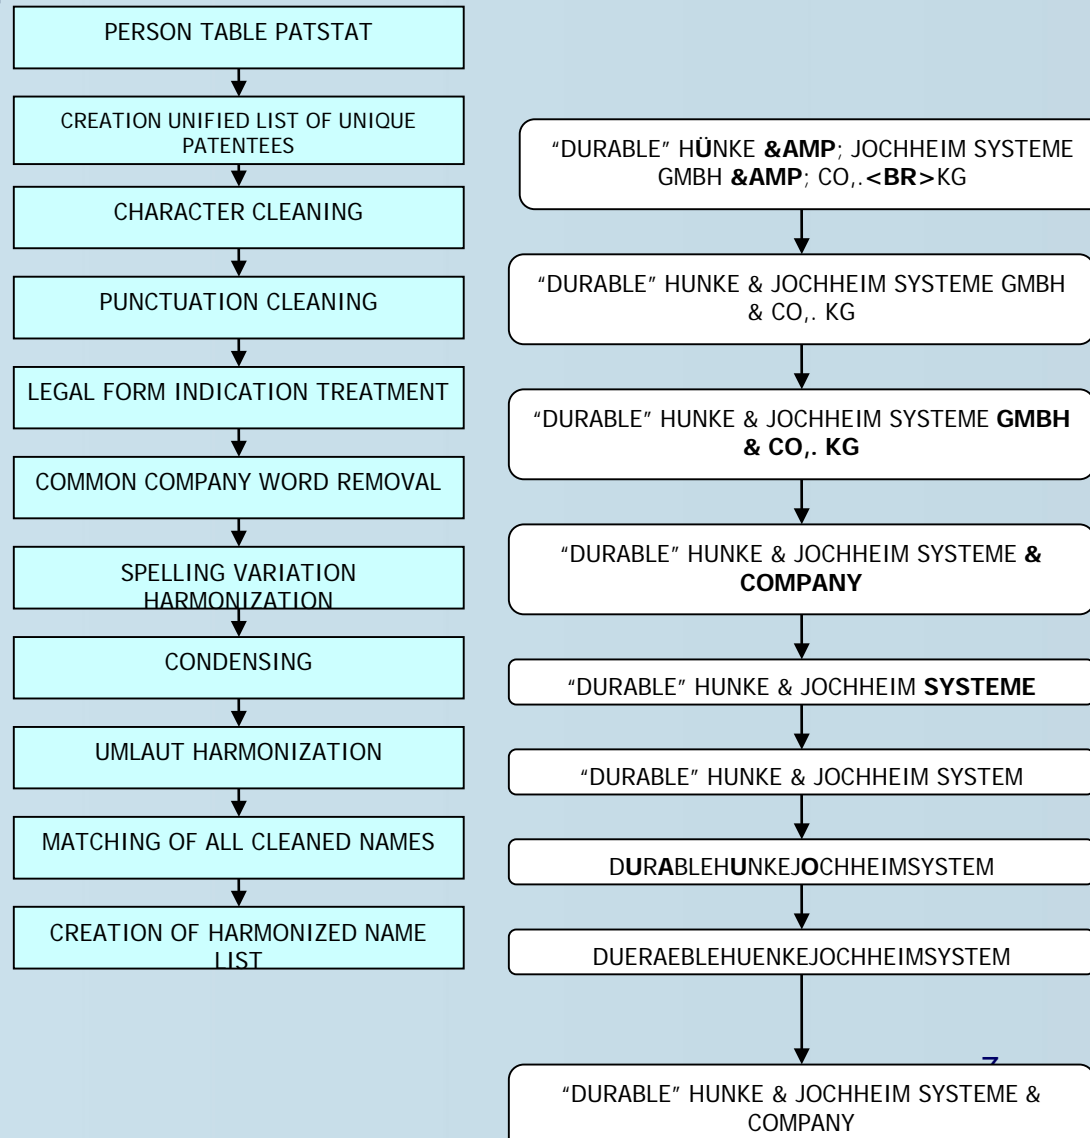 PERSON TABLE PATSTAT
CREATION UNIFIED LIST OF UNIQUE
PATENTEES
CHARACTER CLEANING
PUNCTUATION CLEANING
LEGAL FORM INDICATION TREATMENT
COMMON COMPANY WORD REMOVAL
SPELLING VARIATION
HARMONIZATION
CONDENSING
UMLAUT HARMONIZATION
MATCHING OF ALL CLEANED NAMES
CREATION OF HARMONIZED NAME
LIST
"DURABLE" HÜNKE &AMP; JOCHHEIM SYSTEME
GMBH &AMP; CO,.<BR>KG
"DURABLE" HUNKE & JOCHHEIM SYSTEME GMBH
& CO,. KG
"DURABLE" HUNKE & JOCHHEIM SYSTEME GMBH
& CO,. KG
"DURABLE" HUNKE & JOCHHEIM SYSTEME &
COMPANY
"DURABLE" HUNKE & JOCHHEIM SYSTEME
"DURABLE" HUNKE & JOCHHEIM SYSTEM
DURABLEHUNKEJOCHHEIMSYSTEM
DUERAEBLEHUENKEJOCHHEIMSYSTEM
"DURABLE" HUNKE & JOCHHEIM SYSTEME &
COMPANY